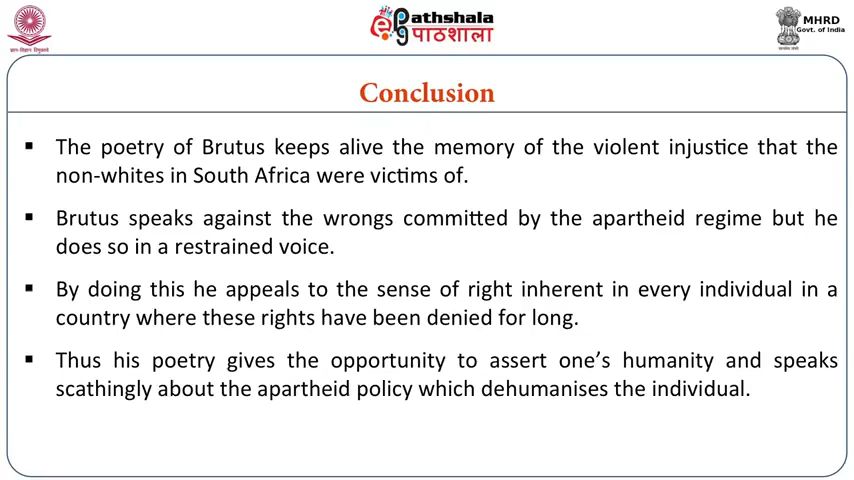 ePathshala
पाठशाला
MHRD
Govt. of India
Conclusion
▪ The poetry of Brutus keeps alive the memory of the violent injustice that the
non-whites in South Africa were victims of.
▪ Brutus speaks against the wrongs committed by the apartheid regime but he
does so in a restrained voice.
▪ By doing this he appeals to the sense of right inherent in every individual in a
country where these rights have been denied for long.
▪ Thus his poetry gives the opportunity to assert one’s humanity and speaks
scathingly about the apartheid policy which dehumanises the individual.